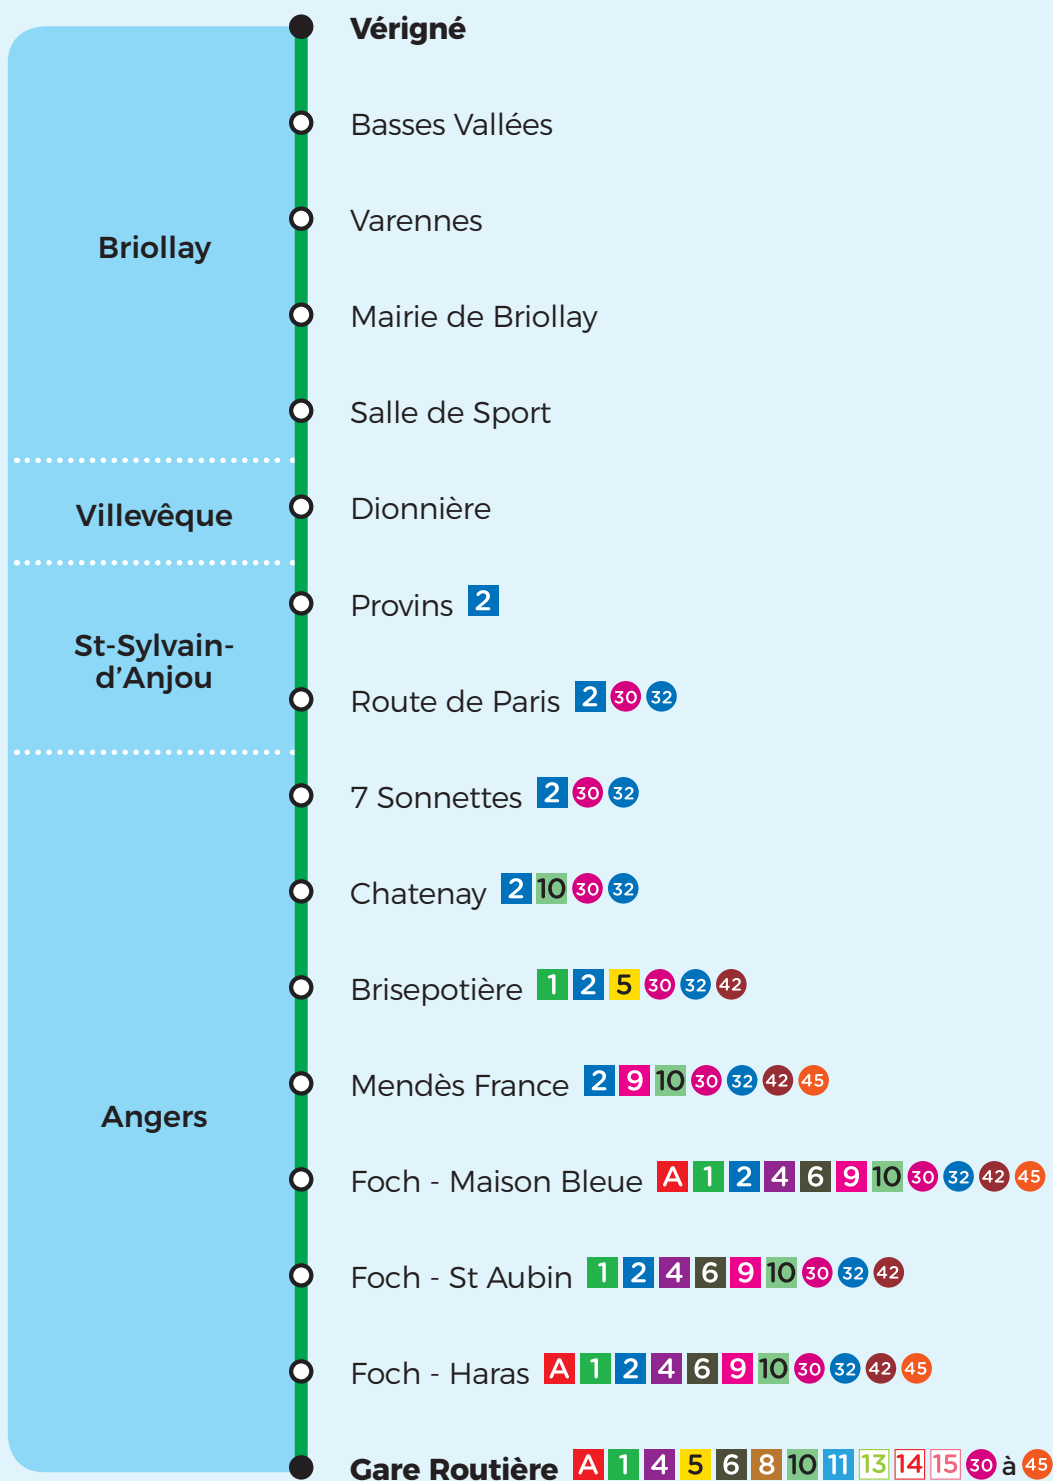 Vérigné
Basses Vallées
Varennes
Briollay
Mairie de Briollay
Salle de Sport
Villevêque
Dionnière
Provins 2
St-Sylvain-
d'Anjou
Route de Paris 2 30 32
7 Sonnettes 2 30 32
Chatenay 2 10 30 32
Brisepotière 1 2 5 30 32 42
Mendès France 2 9 10 30 32 42 45
Angers
Foch - Maison Bleue A 1 2 4 6 9 10 30 32 42 45
Foch - St Aubin 1 2 4 6 9 10 30 32 42
Foch - Haras A 1 2 4 6 9 10 30 32 42 45
Gare Routière A 1 4 5 6 8 10 11 13 14 15 30 à 45